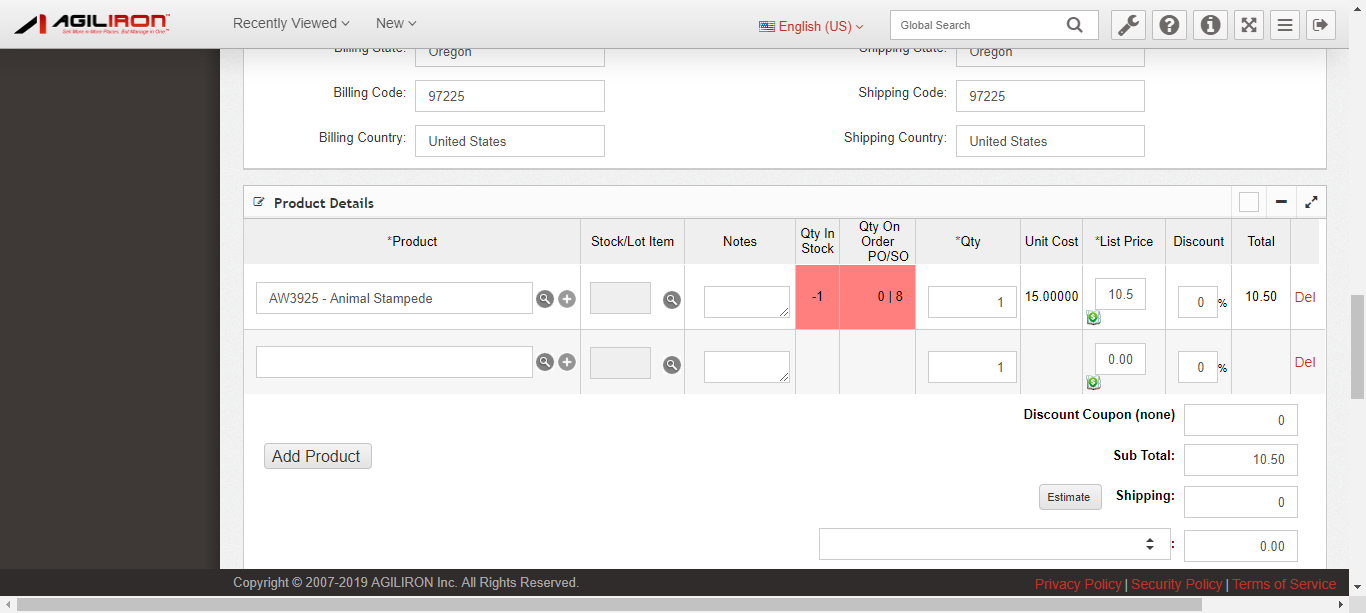 AGILIRON™
Sell More in More Places, But Manage in One™
Recently Viewed
New
English (US)
Global Search
Billing State:
Oregon
Shipping State:
Oregon
Billing Code:
97225
Shipping Code:
97225
Billing Country:
United States
Shipping Country:
United States
Product Details
*Product
Stock/Lot Item
Notes
Qty In
Stock
Qty On
Order
PO/SO
*Qty
Unit Cost
*List Price
Discount
Total
AW3925 - Animal Stampede
-1
0 | 8
1
15.00000
10.5
0
%
10.50
Del
1
0.00
0
%
Del
Discount Coupon (none)
0
Add Product
Sub Total:
10.50
Estimate
Shipping:
0
:
0.00
Copyright © 2007-2019 AGILIRON Inc. All Rights Reserved.
Privacy Policy | Security Policy | Terms of Service